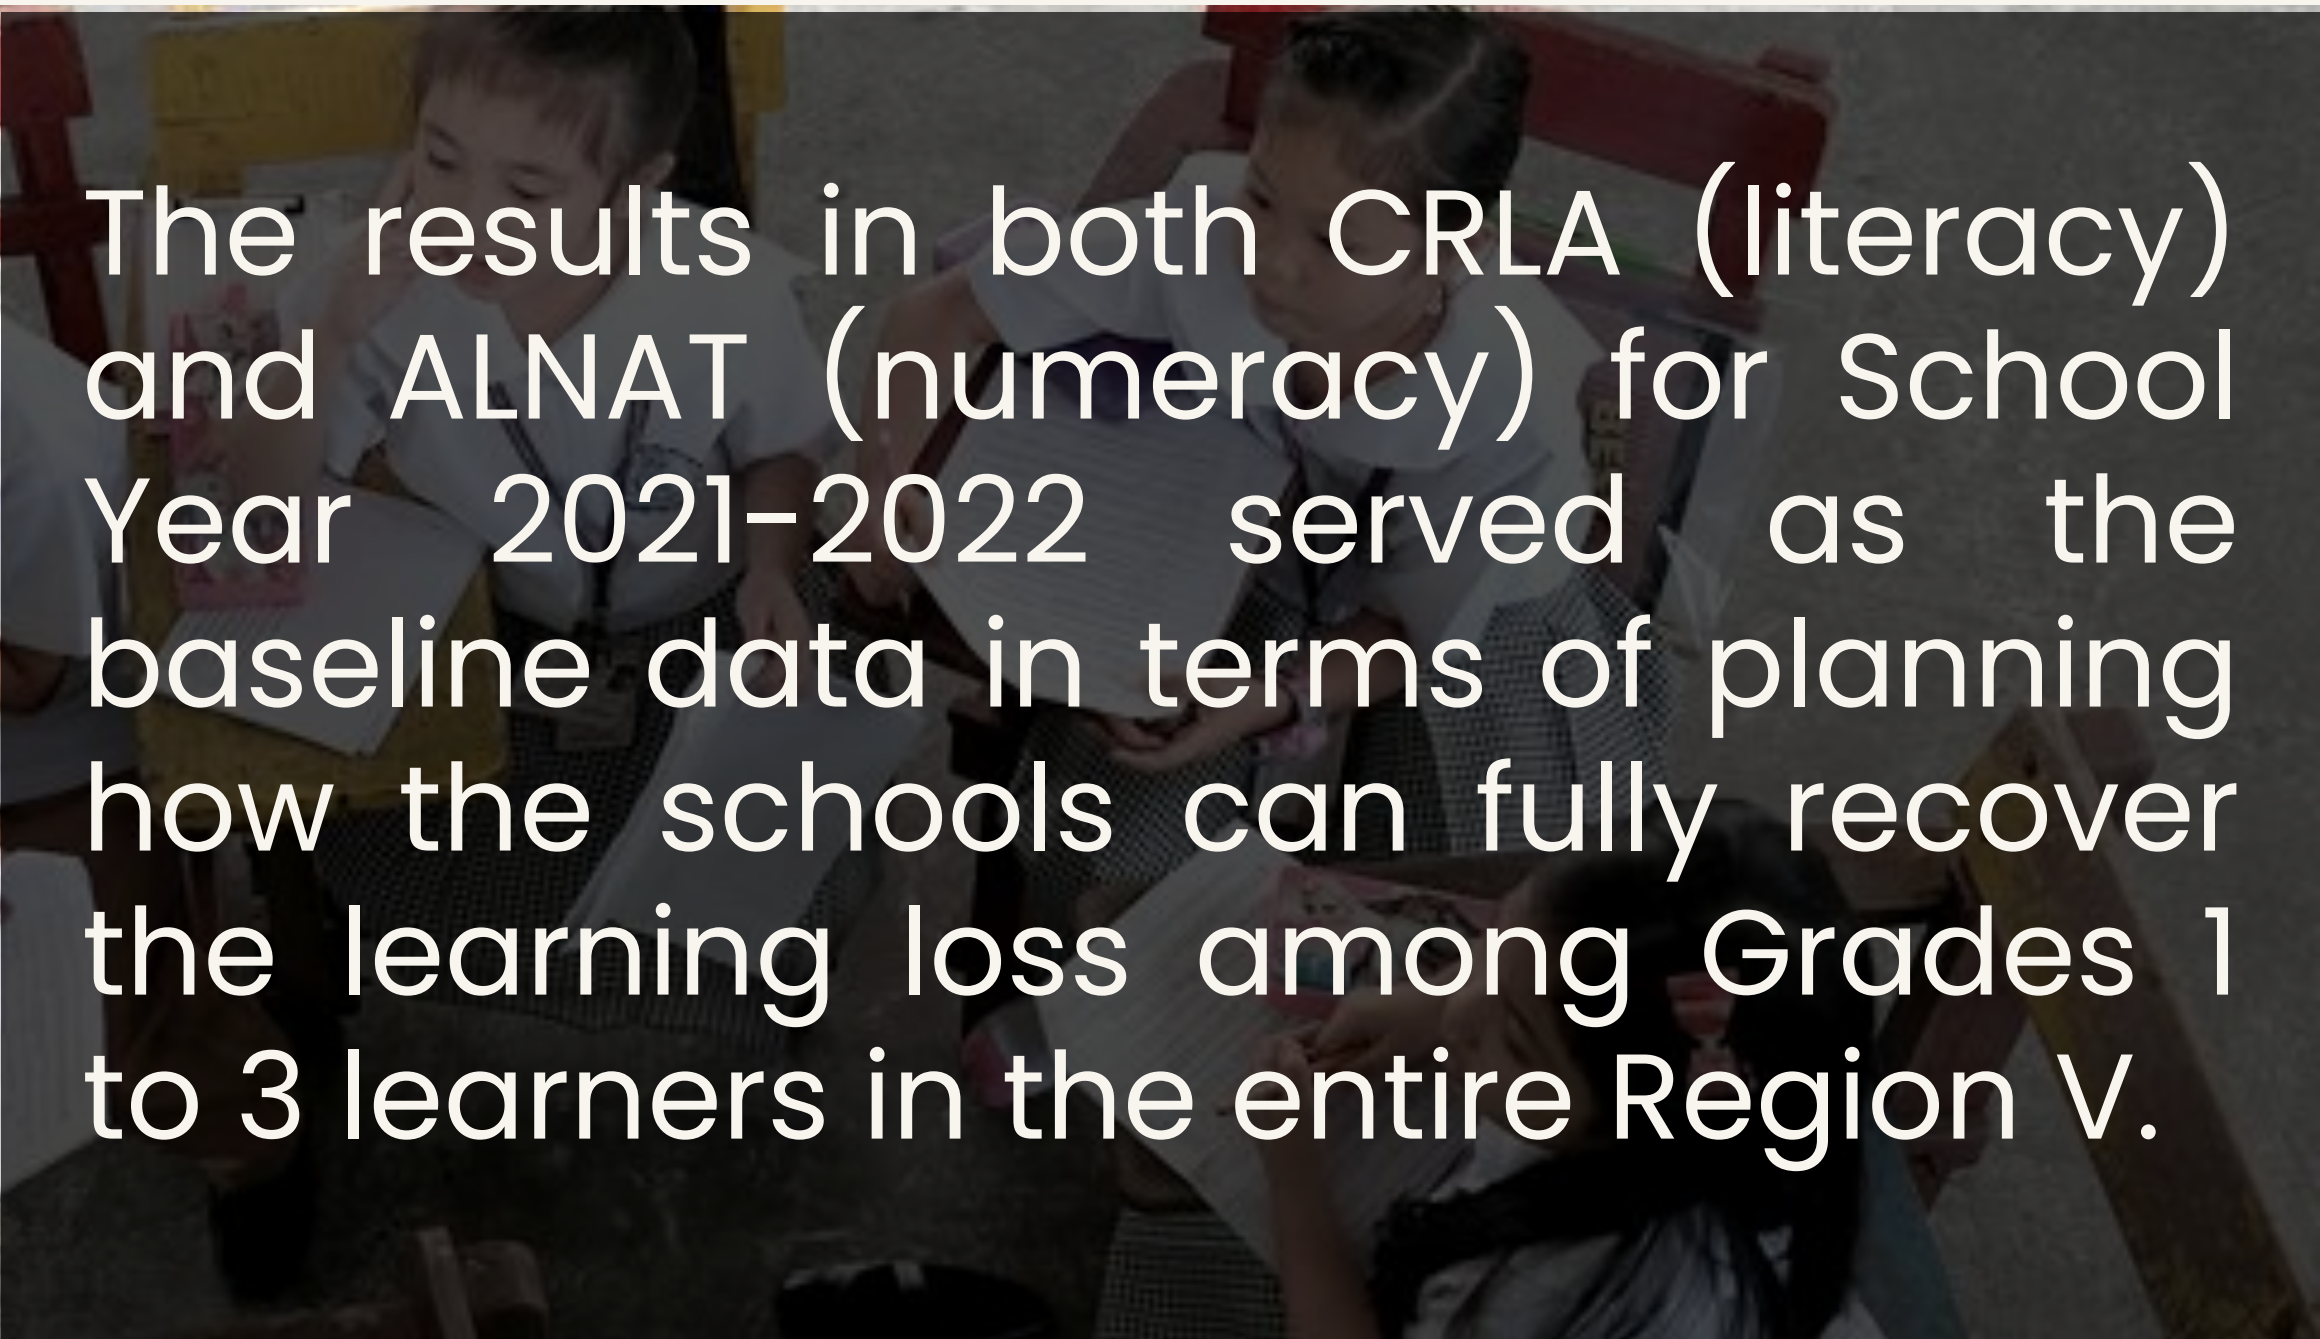 The results in both CRLA (literacy)
and ALNAT (numeracy) for School
Year 2021-2022 served as the
baseline data in terms of planning
how the schools can fully recover
the learning loss among Grades 1
to 3 learners in the entire Region V.